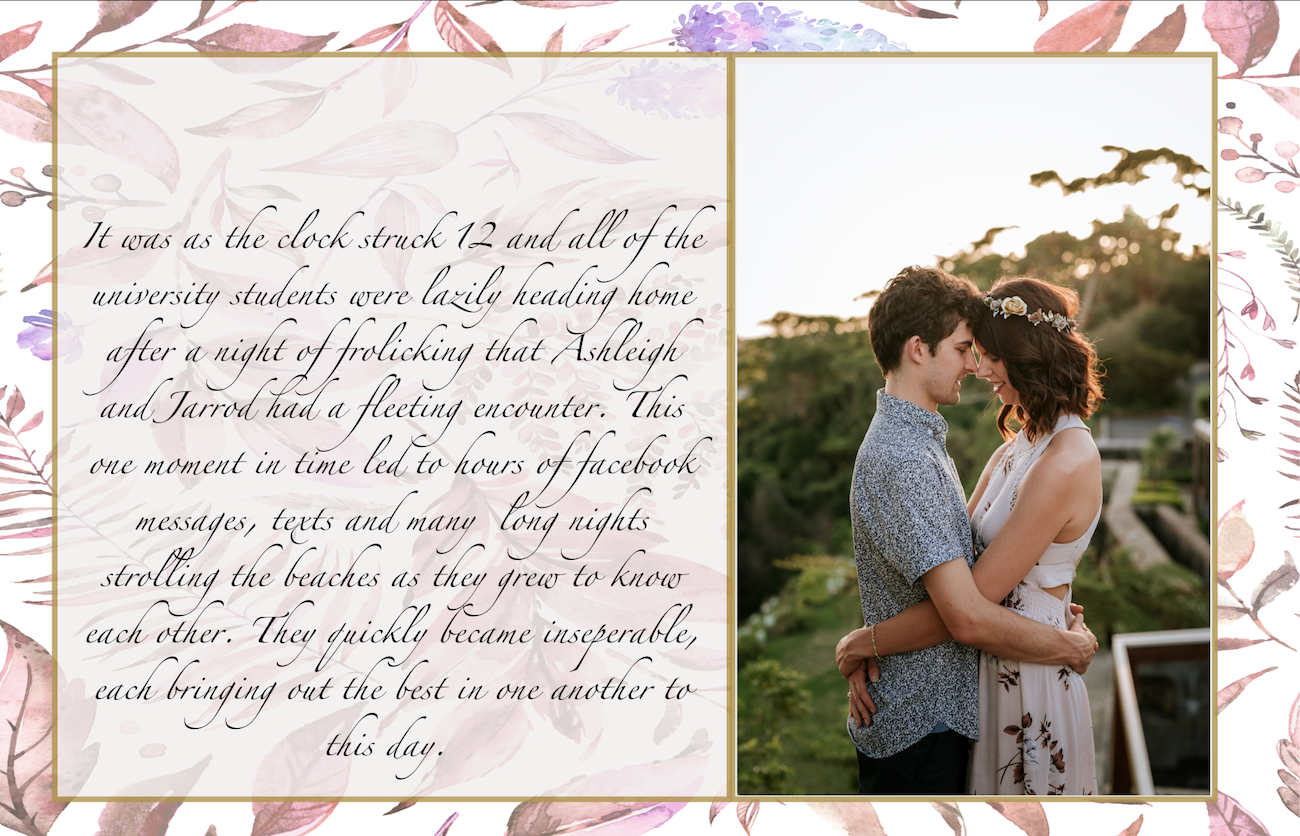 It was as the clock struck 12 and all of the
university students were lazily heading home
after a night of frolicking that Ashleigh
and Jarrod had a fleeting encounter. This
one moment in time led to hours of facebook
messages, texts and many long nights
strolling the beaches as they grew to know
each other. They quickly became inseperable,
each bringing out the best in one another to
this day.